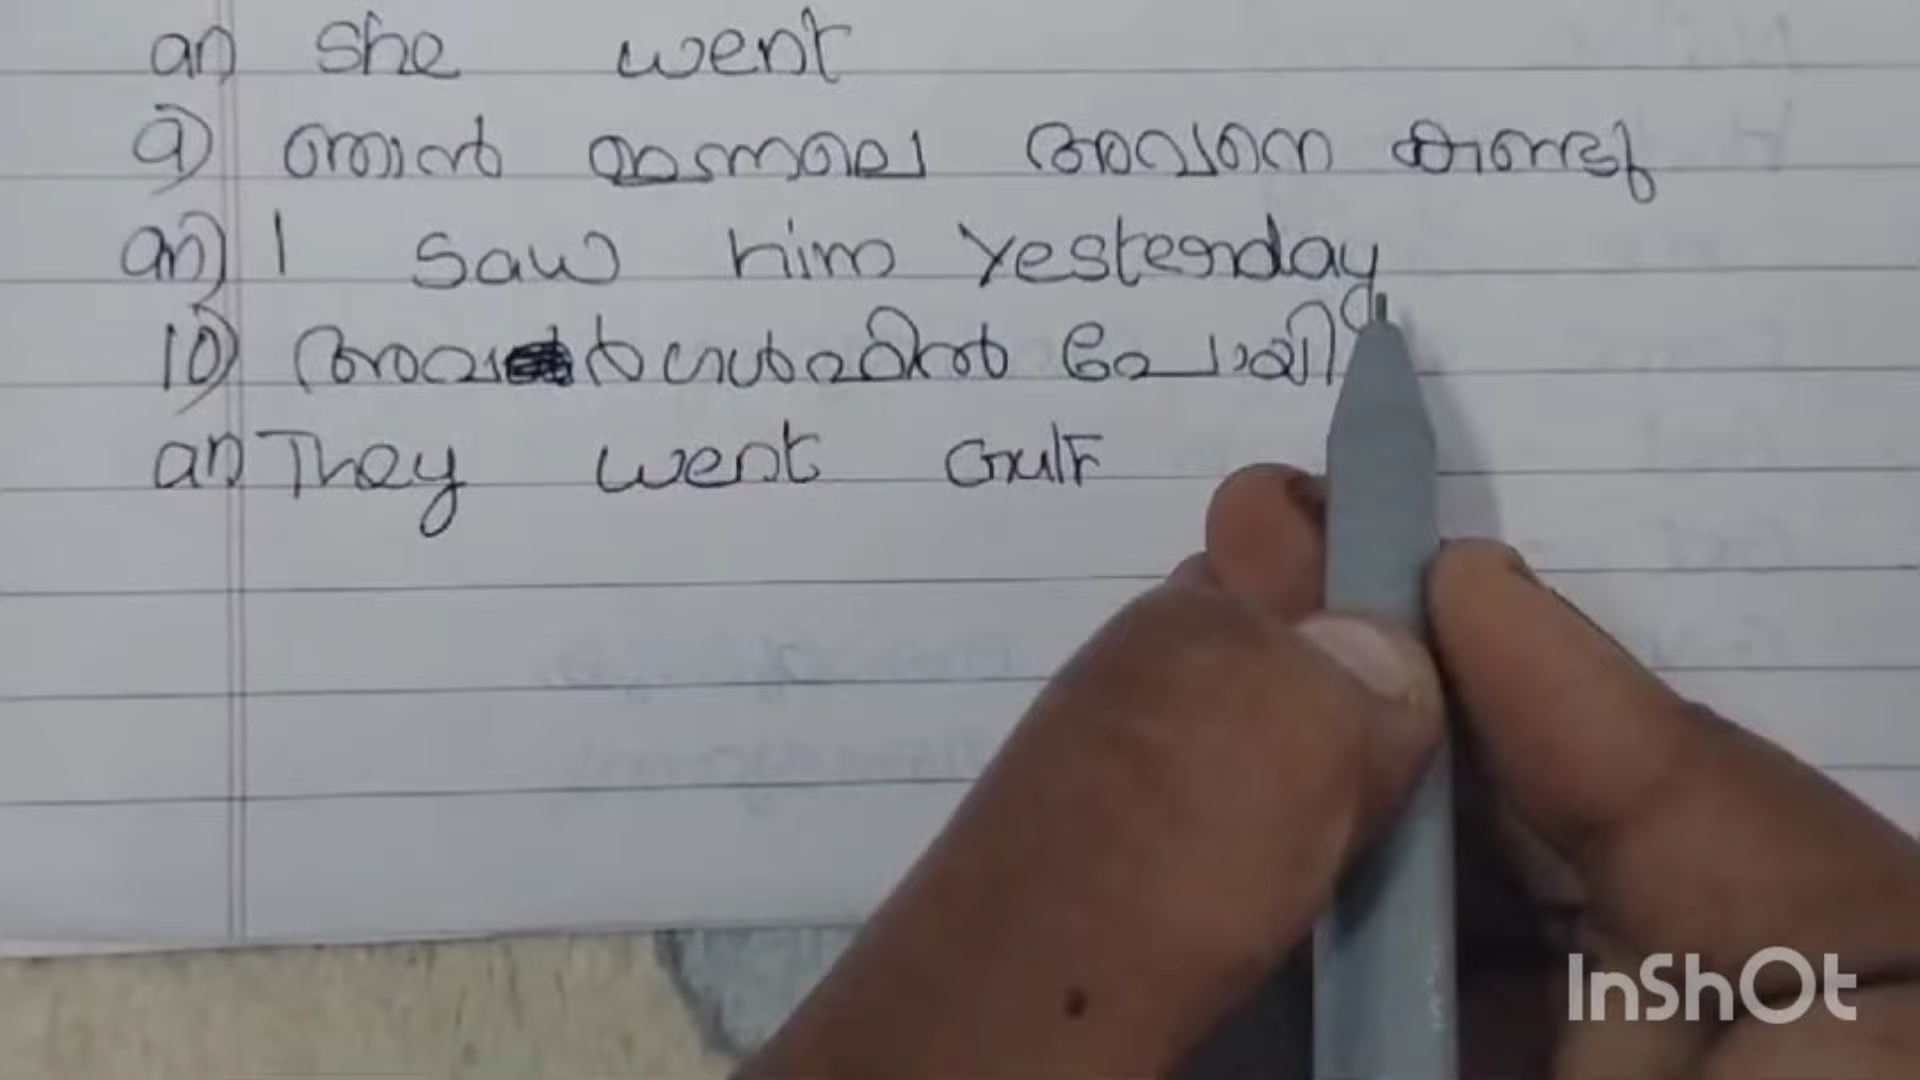 an) She went
9) ഞാൻ ഇന്നലെ അവനെ കണ്ടു
an) I saw him yesterday
10) അവർ ഗൾഫിൽ പോയി
an) They went Gulf
InShOt